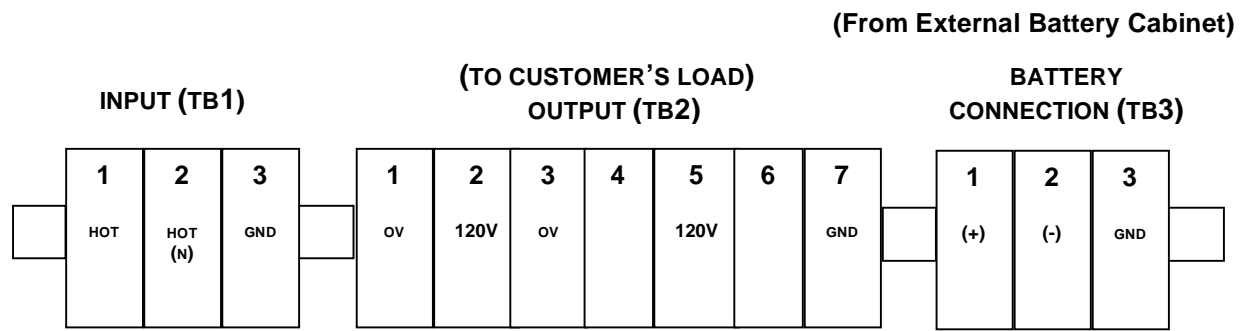 (From External Battery Cabinet)
INPUT (TB1)
(TO CUSTOMER'S LOAD)
OUTPUT (TB2)
BATTERY
CONNECTION (TB3)
1 2 3
HOT HOT GND
(N)
1 2 3 4 5 6 7
OV 120V OV 120V GND
1 2 3
(+) (-) GND